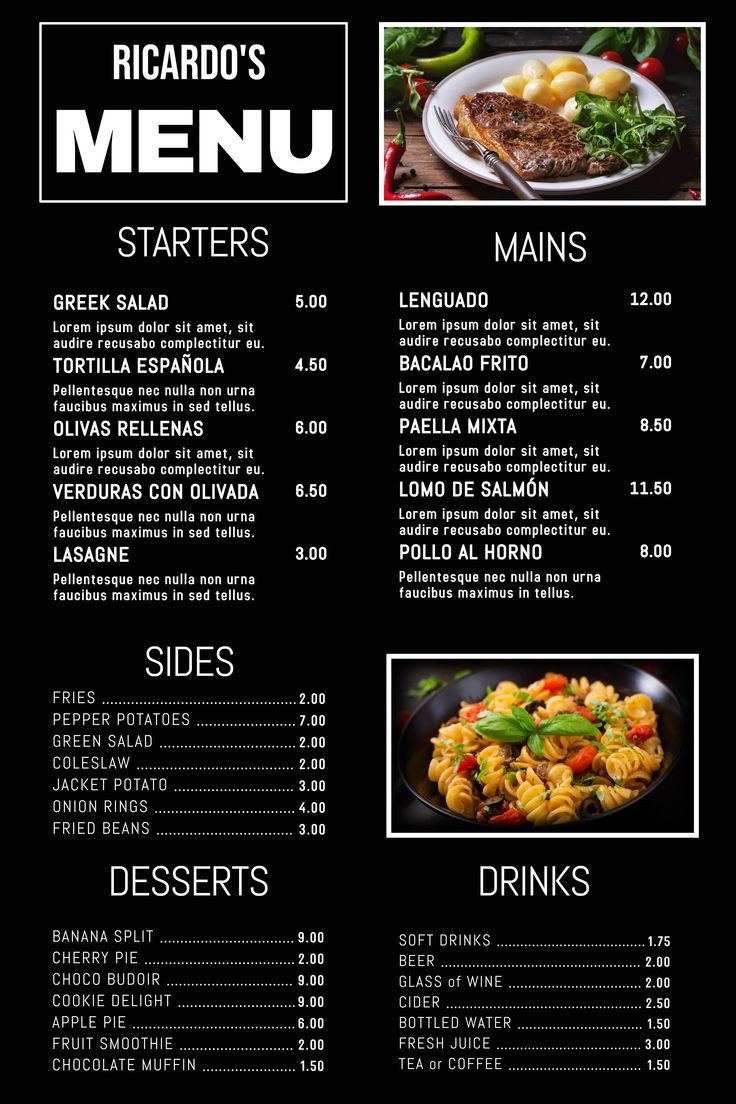 RICARDO'S
MENU
STARTERS
GREEK SALAD 5.00
Lorem ipsum dolor sit amet, sit
audire recusabo complectitur eu.
TORTILLA ESPAÑOLA 4.50
Pellentesque nec nulla non urna
faucibus maximus in sed tellus.
OLIVAS RELLENAS 6.00
Lorem ipsum dolor sit amet, sit
audire recusabo complectitur eu.
VERDURAS CON OLIVADA 6.50
Pellentesque nec nulla non urna
faucibus maximus in sed tellus.
LASAGNE 3.00
Pellentesque nec nulla non urna
faucibus maximus in sed tellus.
MAINS
LENGUADO 12.00
Lorem ipsum dolor sit amet, sit
audire recusabo complectitur eu.
BACALAO FRITO 7.00
Lorem ipsum dolor sit amet, sit
audire recusabo complectitur eu.
PAELLA MIXTA 8.50
Lorem ipsum dolor sit amet, sit
audire recusabo complectitur eu.
LOMO DE SALMÓN 11.50
Lorem ipsum dolor sit amet, sit
audire recusabo complectitur eu.
POLLO AL HORNO 8.00
Pellentesque nec nulla non urna
faucibus maximus in tellus.
SIDES
FRIES ........................................ 2.00
PEPPER POTATOES .................... 7.00
GREEN SALAD ............................ 2.00
COLESLAW ................................ 2.00
JACKET POTATO ......................... 3.00
ONION RINGS ............................. 4.00
FRIED BEANS ............................ 3.00
DESSERTS
BANANA SPLIT ............................ 9.00
CHERRY PIE ............................... 2.00
CHOCO BUDOIR .......................... 9.00
COOKIE DELIGHT ........................ 9.00
APPLE PIE .................................. 6.00
FRUIT SMOOTHIE ........................ 2.00
CHOCOLATE MUFFIN ................... 1.50
DRINKS
SOFT DRINKS ............................... 1.75
BEER ......................................... 2.00
GLASS of WINE ........................... 2.00
CIDER ........................................ 2.50
BOTTLED WATER ......................... 1.50
FRESH JUICE .............................. 3.00
TEA or COFFEE ........................... 1.50